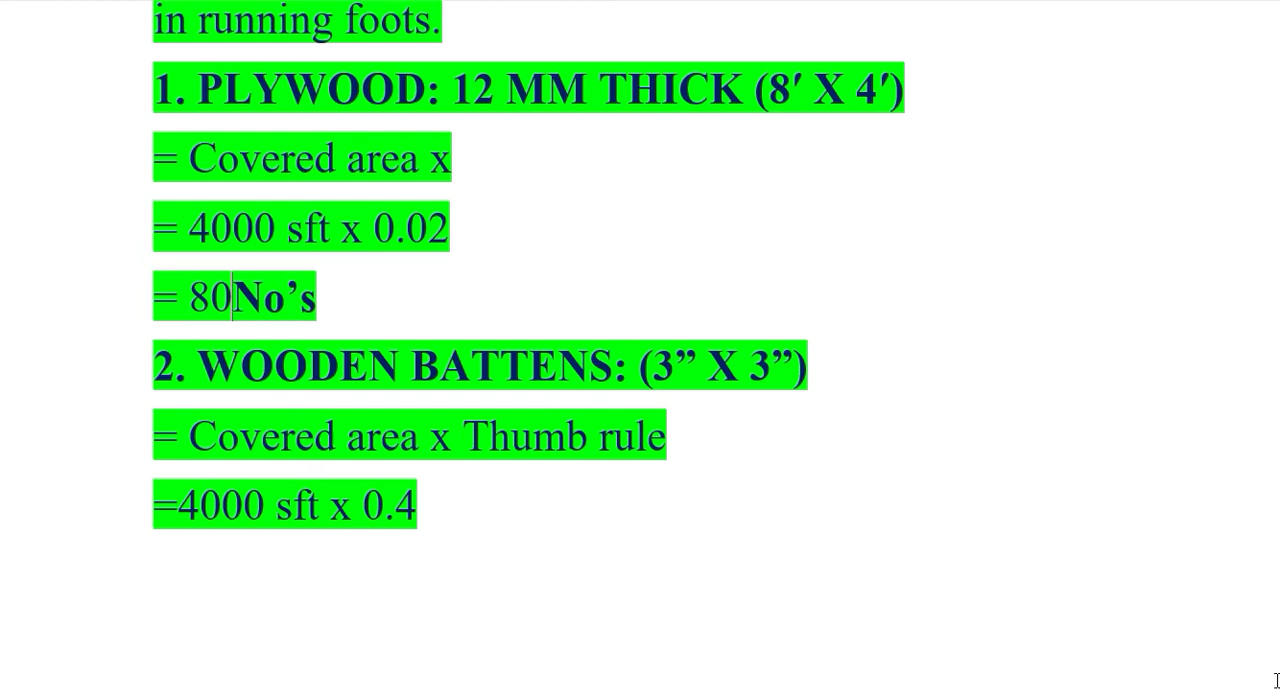 in running foots.
1. PLYWOOD: 12 MM THICK (8′ X 4′)
= Covered area x
= 4000 sft x 0.02
= 80No’s
2. WOODEN BATTENS: (3” X 3”)
= Covered area x Thumb rule
=4000 sft x 0.4